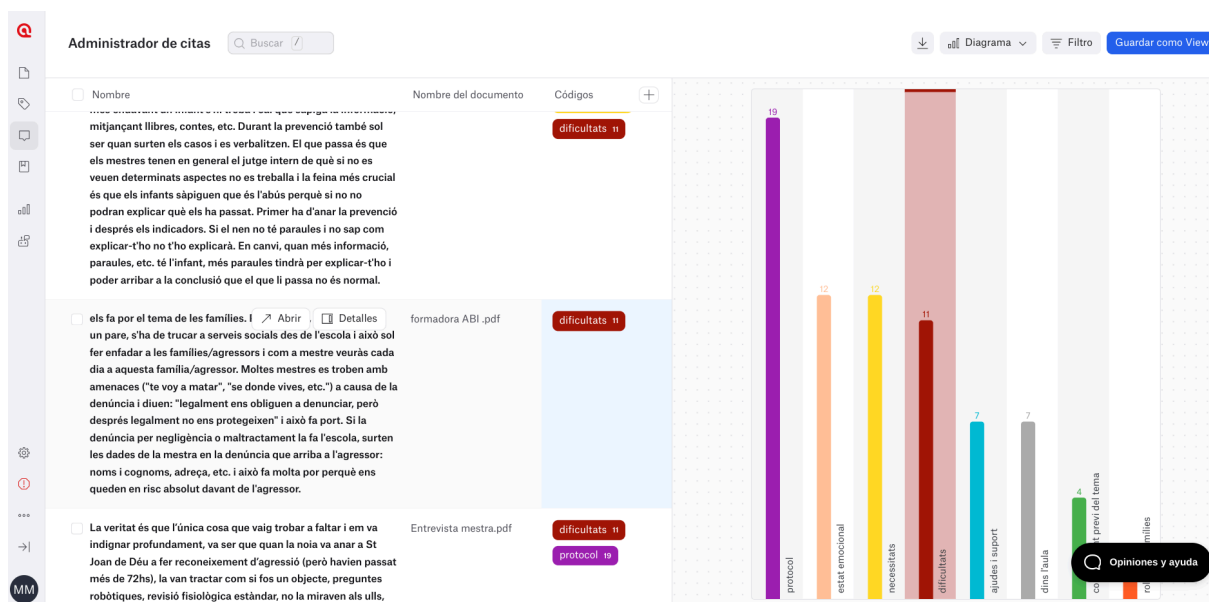 Administrador de citas
Buscar /
Diagrama
Filtro
Guardar como View
Nombre
Nombre del documento
Códigos
mitjançant llibres, contes, etc. Durant la prevenció també sol
ser quan surten els casos i es verbalitzen. El que passa és que
els mestres tenen en general el jutge intern de què si no es
veuen determinats aspectes no es treballa i la feina més crucial
és que els infants sàpiguen que és l'abús perquè si no no
podran explicar què els ha passat. Primer ha d'anar la prevenció
i després els indicadors. Si el nen no té paraules i no sap com
explicar-t'ho no t'ho explicarà. En canvi, quan més informació,
paraules, etc. té l'infant, més paraules tindrà per explicar-t'ho i
poder arribar a la conclusió que el que li passa no és normal.
dificultats 11
els fa por el tema de les famílies.
Abrir
Detalles
un pare, s'ha de trucar a serveis socials des de l'escola i això sol
fer enfadar a les famílies/agressors i com a mestre veuràs cada
dia a aquesta família/agressor. Moltes mestres es troben amb
amenaces ("te voy a matar", "se donde vives, etc.") a causa de la
denúncia i diuen: "legalment ens obliguen a denunciar, però
després legalment no ens protegeixen" i això fa port. Si la
denúncia per negligència o maltractament la fa l'escola, surten
les dades de la mestra en la denúncia que arriba a l'agressor:
noms i cognoms, adreça, etc. i això fa molta por perquè ens
queden en risc absolut davant de l'agressor.
formadora ABI .pdf
dificultats 11
La veritat és que l'única cosa que vaig trobar a faltar i em va
indignar profundament, va ser que quan la noia va anar a St
Joan de Déu a fer reconeixement d'agressió (però havien passat
més de 72hs), la van tractar com si fos un objecte, preguntes
robòtiques, revisió fisiològica estàndar, no la miraven als ulls,
Entrevista mestra.pdf
dificultats 11
protocol 19
19
12
12
11
7
7
4
protocol
estat emocional
necessitats
dificultats
ajudes i suport
dins l'aula
previ del tema
Opiniones y ayuda
MM